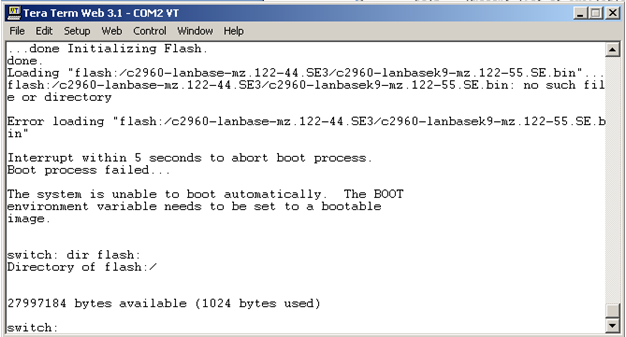 Tera Term Web 3.1 - COM2 VT
File Edit Setup Web Control Window Help
...done Initializing Flash.
done.
Loading "flash:/c2960-lanbase-mz.122-44.SE3/c2960-lanbasek9-mz.122-55.SE.bin"...
flash:/c2960-lanbase-mz.122-44.SE3/c2960-lanbasek9-mz.122-55.SE.bin: no such fil
e or directory
Error loading "flash:/c2960-lanbase-mz.122-44.SE3/c2960-lanbasek9-mz.122-55.SE.b
in"
Interrupt within 5 seconds to abort boot process.
Boot process failed...
The system is unable to boot automatically.  The BOOT
environment variable needs to be set to a bootable
image.
switch: dir flash:
Directory of flash:/
27997184 bytes available (1024 bytes used)
switch: